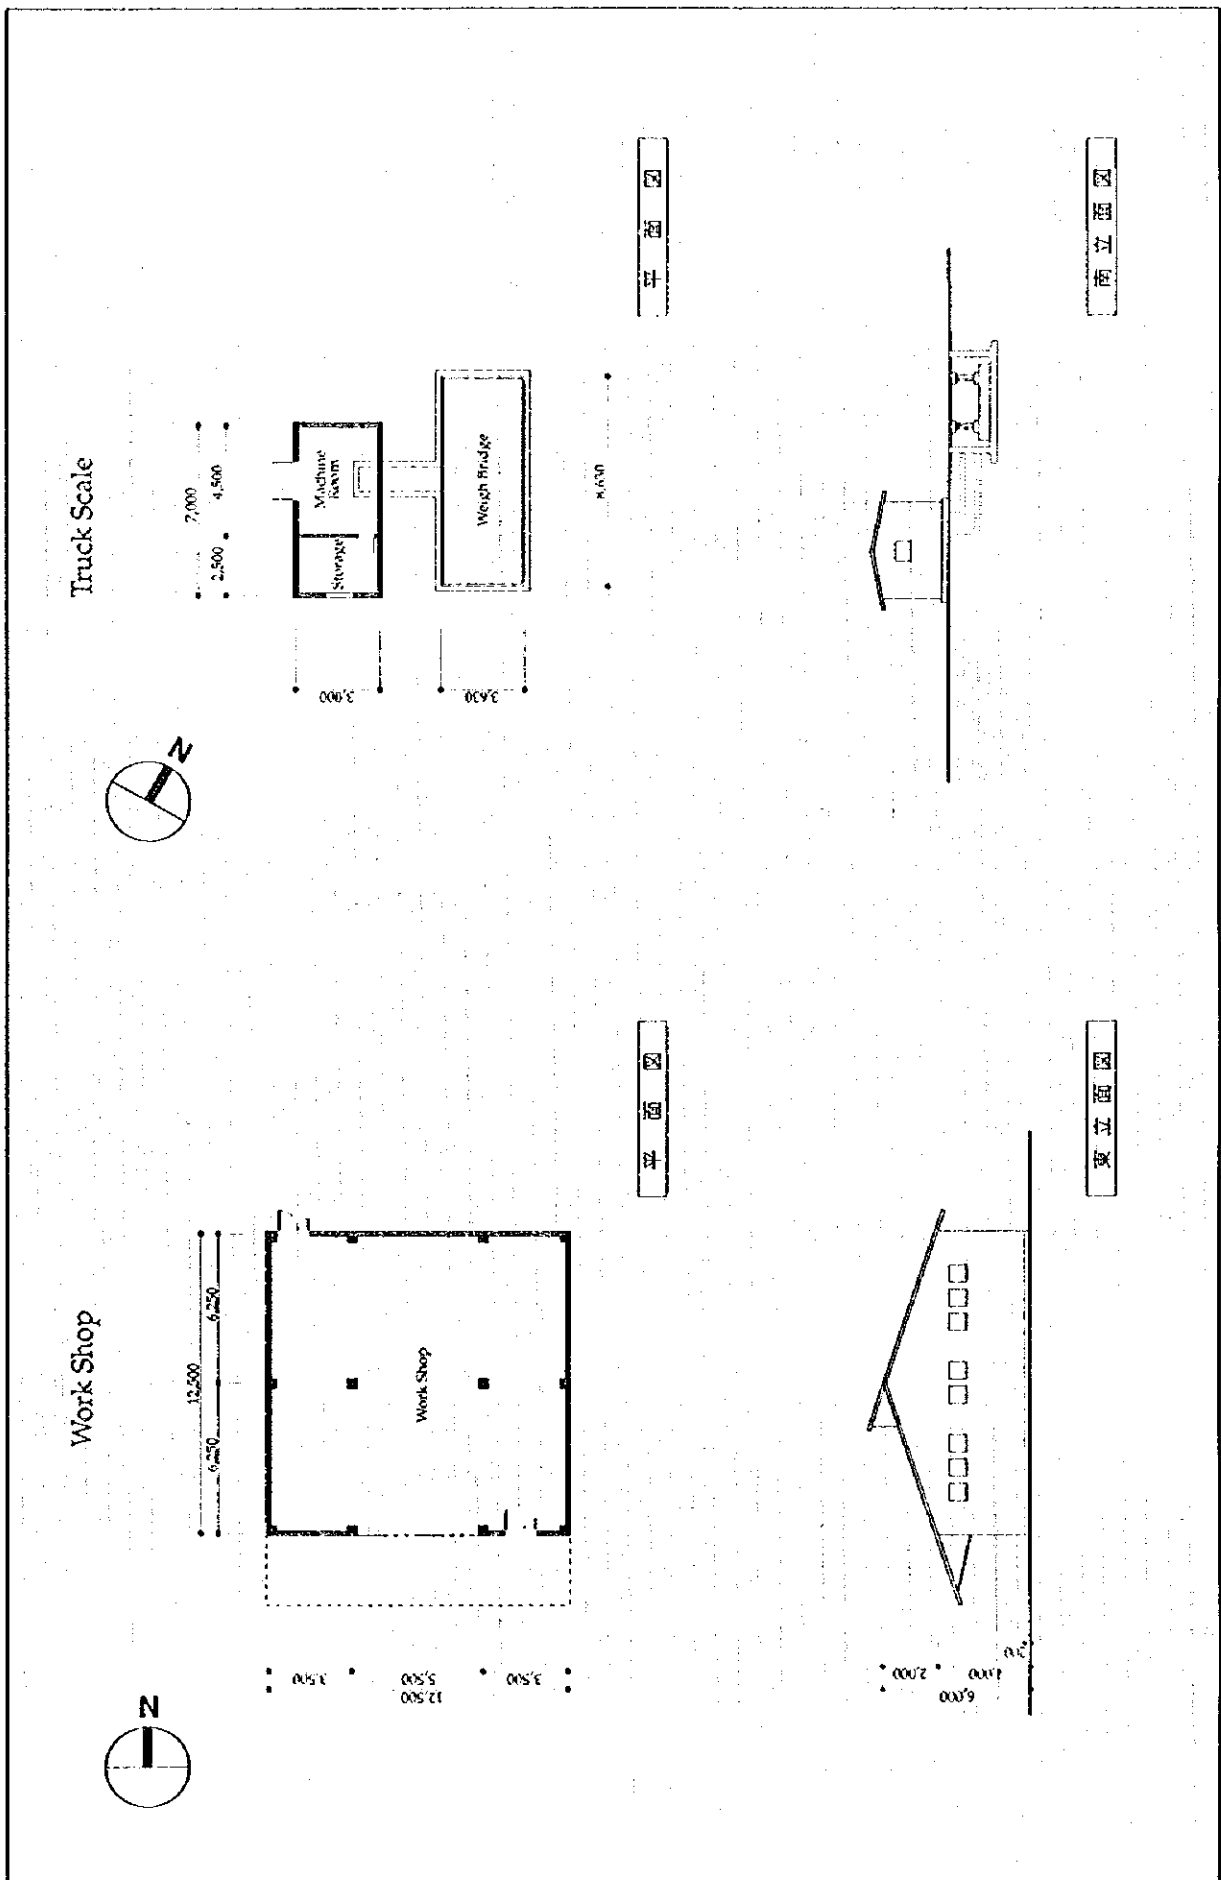 Work Shop
N
12,500
6,250
6,250
3,500
5,500
3,500
12,500
Work Shop
平面図
2,000
4,000
200
6,000
東立面図
Truck Scale
N
7,000
2,500
4,500
3,000
3,630
Storage
Machine
Room
Weigh Bridge
8,630
平面図
南立面図